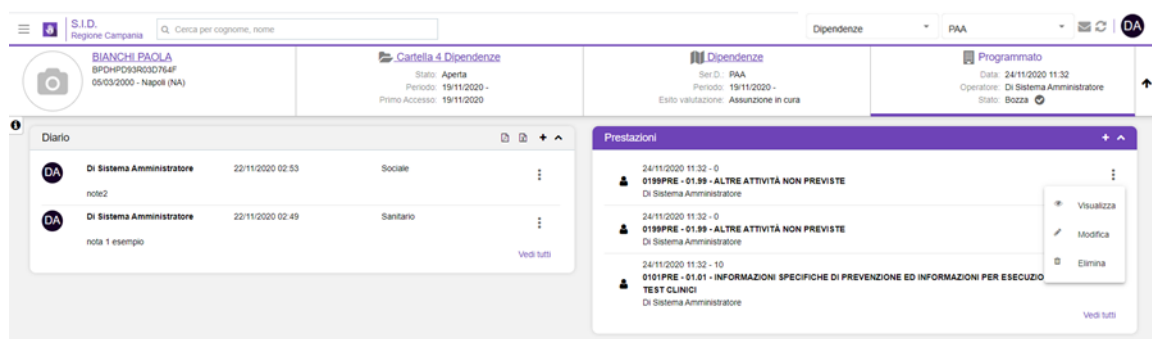 S.I.D.
Regione Campania
Cerca per cognome, nome
Dipendenze
PAA
DA
BIANCHI PAOLA
BPDHPD93R03D764F
05/03/2000 - Napoli (NA)
Cartella 4 Dipendenze
Stato: Aperta
Periodo: 19/11/2020 -
Primo Accesso: 19/11/2020
Dipendenze
Ser.D.: PAA
Periodo: 19/11/2020 -
Esito valutazione: Assunzione in cura
Programmato
Data: 24/11/2020 11:32
Operatore: Di Sistema Amministratore
Stato: Bozza
Diario
DA
Di Sistema Amministratore 22/11/2020 02:53 Sociale
note2
DA
Di Sistema Amministratore 22/11/2020 02:49 Sanitario
nota 1 esempio
Vedi tutti
Prestazioni
24/11/2020 11:32 - 0
0199PRE - 01.99 - ALTRE ATTIVITÀ NON PREVISTE
Di Sistema Amministratore
24/11/2020 11:32 - 0
0199PRE - 01.99 - ALTRE ATTIVITÀ NON PREVISTE
Di Sistema Amministratore
24/11/2020 11:32 - 10
0101PRE - 01.01 - INFORMAZIONI SPECIFICHE DI PREVENZIONE ED INFORMAZIONI PER ESECUZIO
TEST CLINICI
Di Sistema Amministratore
Visualizza
Modifica
Elimina
Vedi tutti